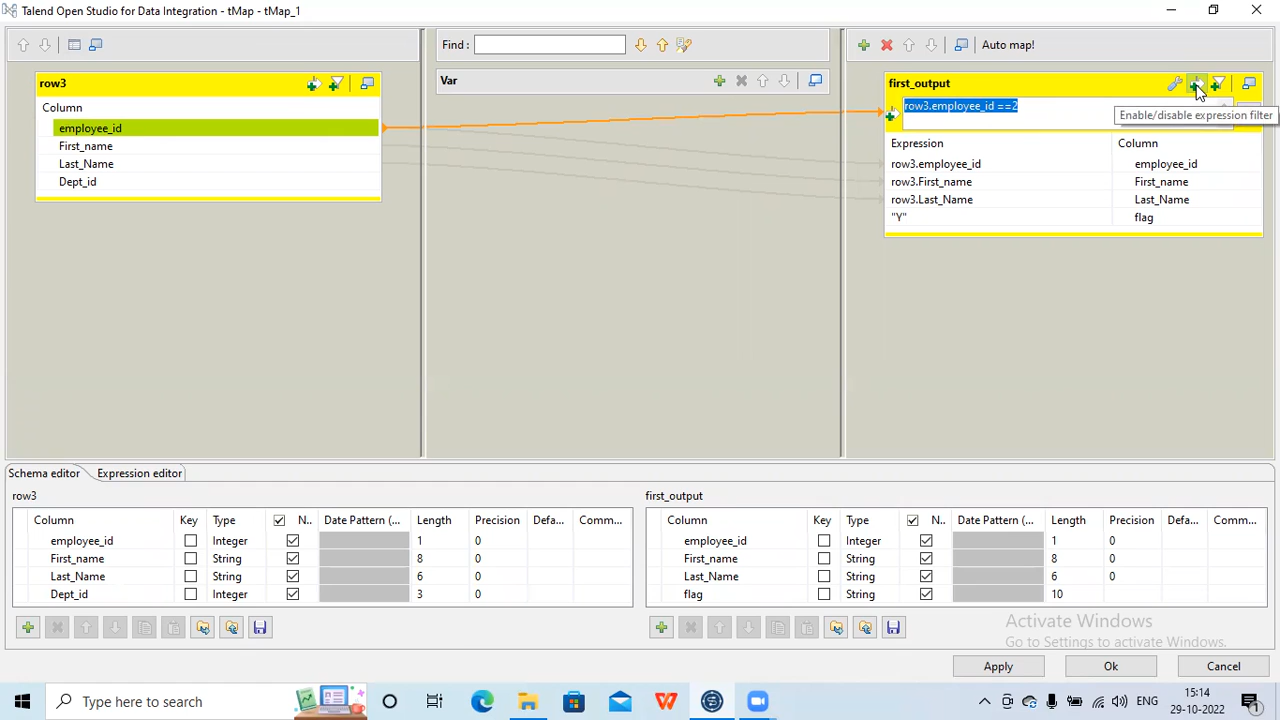 Talend Open Studio for Data Integration - tMap - tMap_1
Find :
Auto map!
row3
Column
employee_id
First_name
Last_Name
Dept_id
Var
first_output
row3.employee_id ==2
Enable/disable expression filter
Expression Column
row3.employee_id employee_id
row3.First_name First_name
row3.Last_Name Last_Name
"Y" flag
Schema editor Expression editor
row3
Column Key Type N.. Date Pattern (... Length Precision Defa... Comm...
employee_id Integer 1 0
First_name String 8 0
Last_Name String 6 0
Dept_id Integer 3 0
first_output
Column Key Type N.. Date Pattern (... Length Precision Defa... Comm...
employee_id Integer 1 0
First_name String 8 0
Last_Name String 6 0
flag String 10
Activate Windows
Go to Settings to activate Windows.
Apply Ok Cancel
Type here to search
ENG
15:14
29-10-2022
1